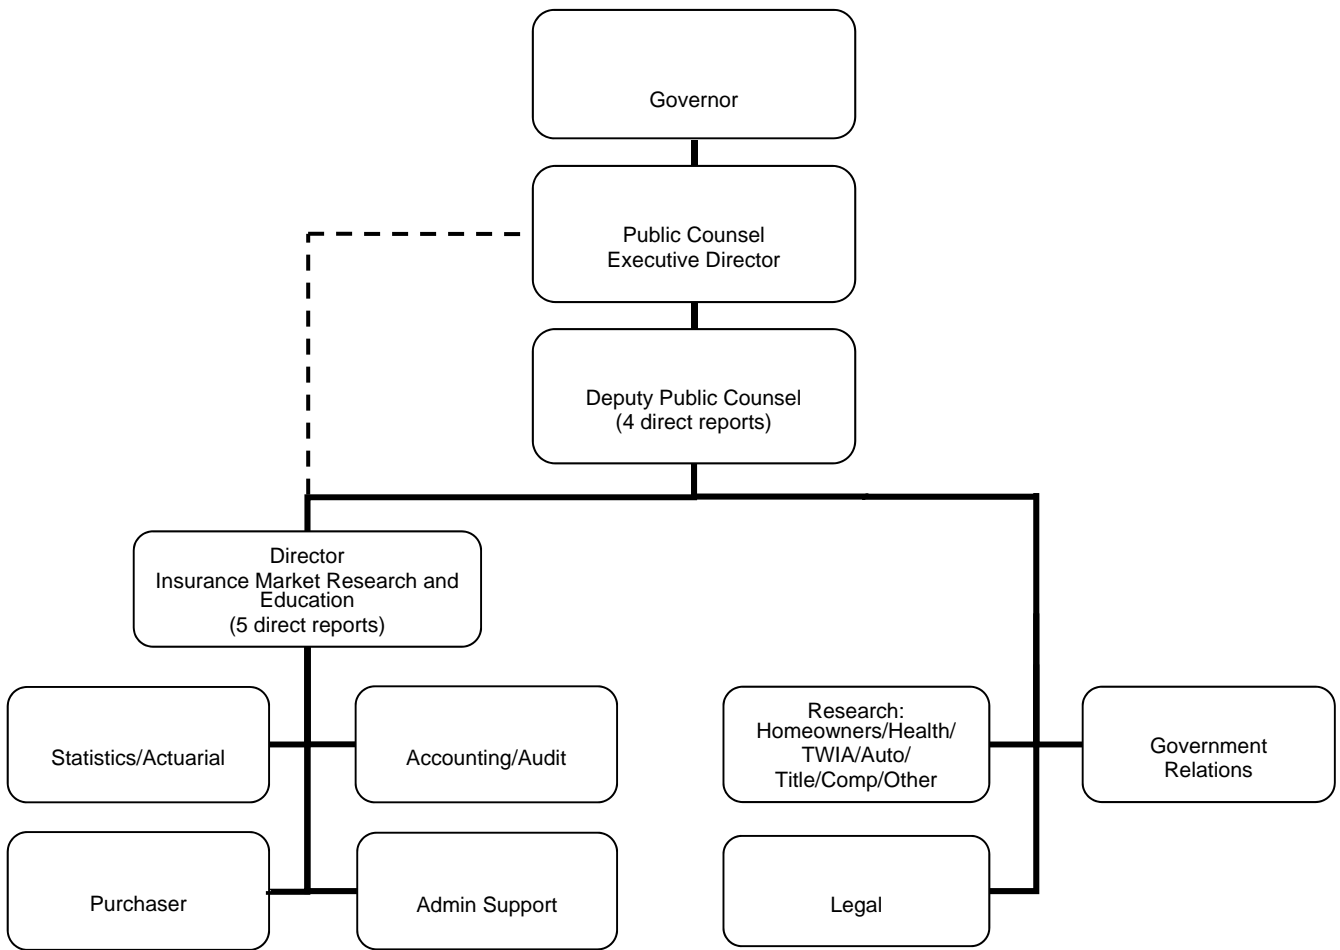 Governor
Public Counsel
Executive Director
Deputy Public Counsel
(4 direct reports)
Director
Insurance Market Research and
Education
(5 direct reports)
Statistics/Actuarial
Accounting/Audit
Research:
Homeowners/Health/
TWIA/Auto/
Title/Comp/Other
Government
Relations
Purchaser
Admin Support
Legal